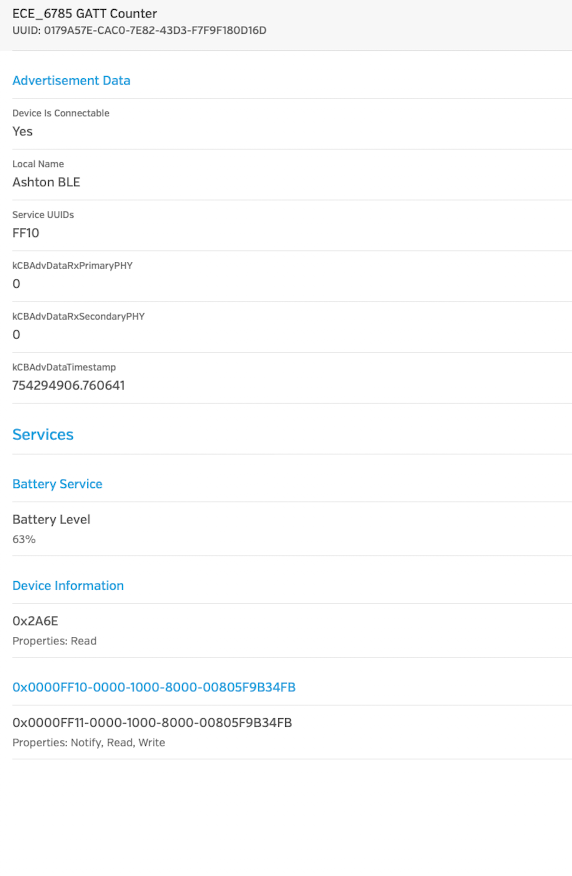 ECE_6785 GATT Counter
UUID: 0179A57E-CAC0-7E82-43D3-F7F9F180D16D
Advertisement Data
Device Is Connectable
Yes
Local Name
Ashton BLE
Service UUIDs
FF10
kCBAdvDataRxPrimaryPHY
0
kCBAdvDataRxSecondaryPHY
0
kCBAdvDataTimestamp
754294906.760641
Services
Battery Service
Battery Level
63%
Device Information
0x2A6E
Properties: Read
0x0000FF10-0000-1000-8000-00805F9B34FB
0x0000FF11-0000-1000-8000-00805F9B34FB
Properties: Notify, Read, Write